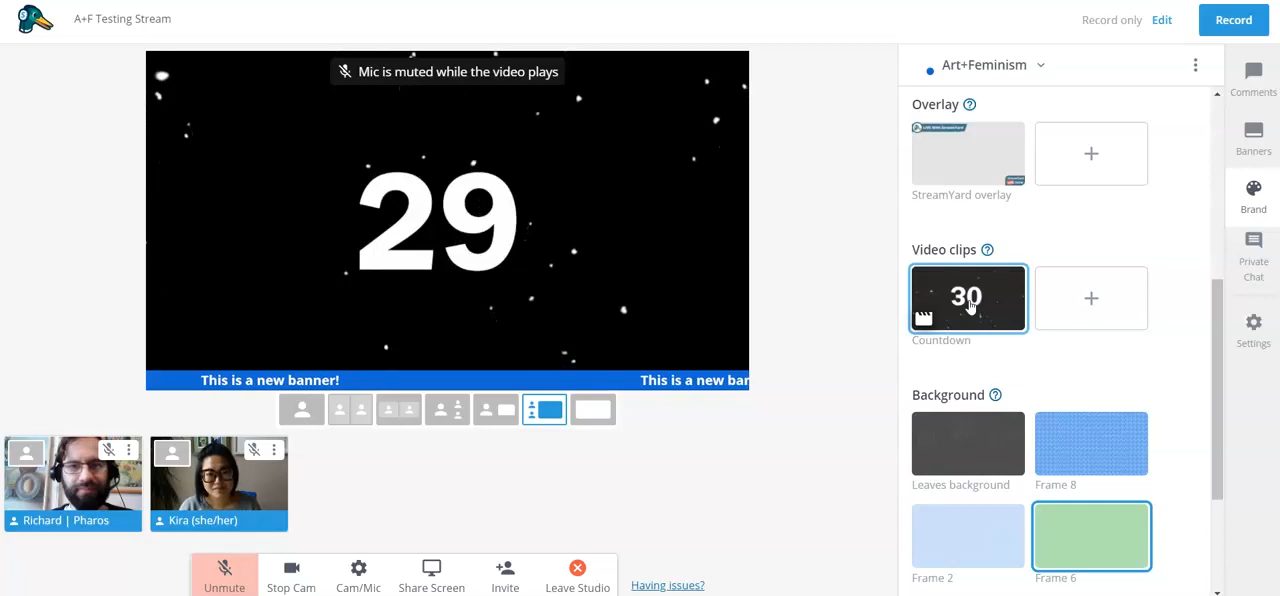 A+F Testing Stream
Record only Edit Record
Mic is muted while the video plays
29
This is a new banner! This is a new bar
Richard | Pharos
Kira (she/her)
Unmute Stop Cam Cam/Mic Share Screen Invite Leave Studio
Having issues?
Art+Feminism
Overlay ?
LIVE With StreamYard
+
StreamYard overlay
Video clips ?
30
+
Countdown
Background ?
Leaves background Frame 8
Frame 2 Frame 6
Comments
Banners
Brand
Private
Chat
Settings